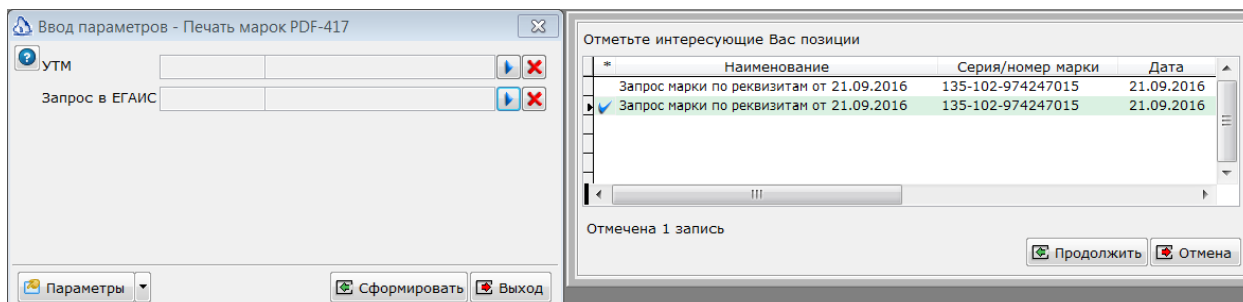 Ввод параметров - Печать марок PDF-417
УТМ
Запрос в ЕГАИС
Параметры
Сформировать
Выход
Отметьте интересующие Вас позиции
* Наименование Серия/номер марки Дата
Запрос марки по реквизитам от 21.09.2016 135-102-974247015 21.09.2016
Запрос марки по реквизитам от 21.09.2016 135-102-974247015 21.09.2016
Отмечена 1 запись
Продолжить
Отмена